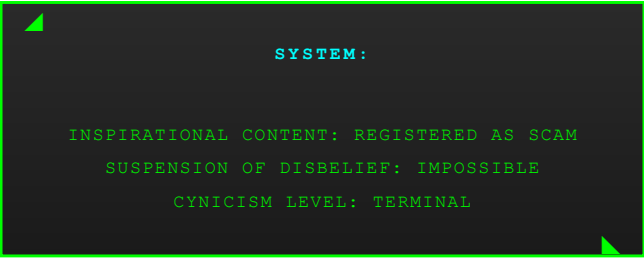 SYSTEM:
INSPIRATIONAL CONTENT: REGISTERED AS SCAM
SUSPENSION OF DISBELIEF: IMPOSSIBLE
CYNICISM LEVEL: TERMINAL